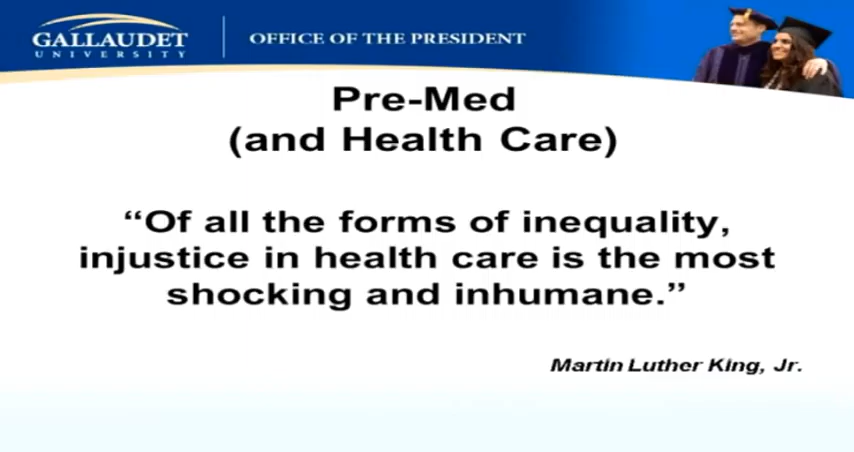 GALLAUDET
UNIVERSITY
OFFICE OF THE PRESIDENT
Pre-Med
(and Health Care)
“Of all the forms of inequality,
injustice in health care is the most
shocking and inhumane.”
Martin Luther King, Jr.